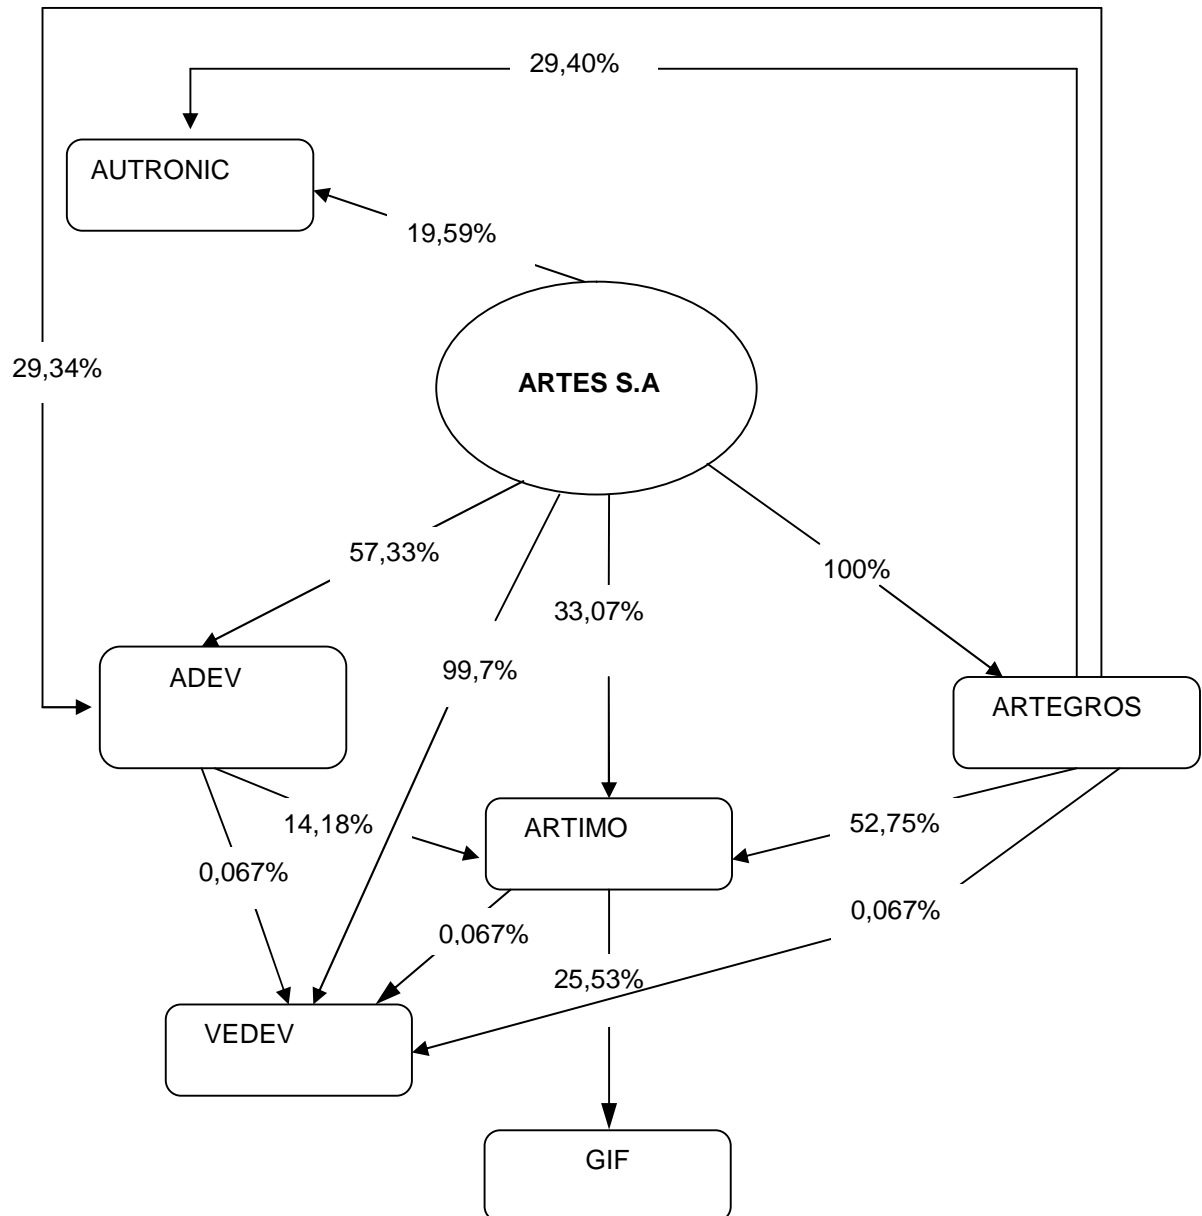 29,40%
AUTRONIC
19,59%
29,34%
ARTES S.A
57,33%
100%
33,07%
99,7%
ADEV
ARTEGROS
14,18%
ARTIMO
52,75%
0,067%
0,067%
0,067%
25,53%
VEDEV
GIF